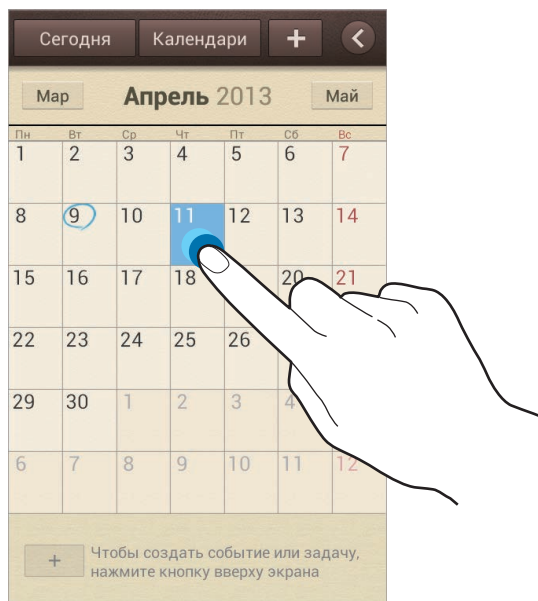 Сегодня Календари +
Мар Апрель 2013 Май
Пн Вт Ср Чт Пт Сб Вс
1 2 3 4 5 6 7
8 9 10 11 12 13 14
15 16 17 18 20 21
22 23 24 25 26
29 30 1 2 3 4
6 7 8 9 10 11 12
+ Чтобы создать событие или задачу,
нажмите кнопку вверху экрана